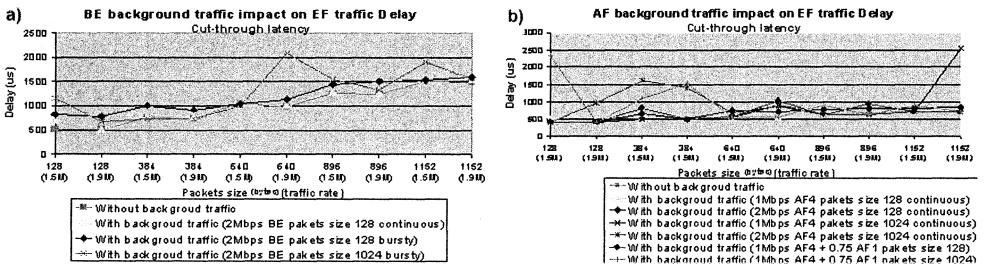 a)
BE background traffic impact on EF traffic Delay
Cut-through latency
Delay (us)
2500
2000
1500
1000
500
0
128 128 384 384 640 640 896 896 1152 1152
(1.5M) (1.9M) (1.5M) (1.9M) (1.5M) (1.9M) (1.5M) (1.9M) (1.5M) (1.9M)
Packets size (bytes) (traffic rate)
Without backgroud traffic
With backgroud traffic (2Mbps BE pakets size 128 continuous)
With backgroud traffic (2Mbps BE pakets size 128 bursty)
With backgroud traffic (2Mbps BE pakets size 1024 bursty)
b)
AF background traffic impact on EF traffic Delay
Cut-through latency
Delay (us)
3000
2500
2000
1500
1000
500
0
128 128 384 384 640 640 896 896 1152 1152
(1.5M) (1.9M) (1.5M) (1.9M) (1.5M) (1.9M) (1.5M) (1.9M) (1.5M) (1.9M)
Packets size (bytes) (traffic rate)
Without backgroud traffic
With backgroud traffic (1Mbps AF4 pakets size 128 continuous)
With backgroud traffic (2Mbps AF4 pakets size 128 continuous)
With backgroud traffic (1Mbps AF4 pakets size 1024 continuous)
With backgroud traffic (2Mbps AF4 pakets size 1024 continuous)
With backgroud traffic (1Mbps AF4 + 0.75 AF1 pakets size 128)
With backgroud traffic (1Mbps AF4 + 0.75 AF1 pakets size 1024)